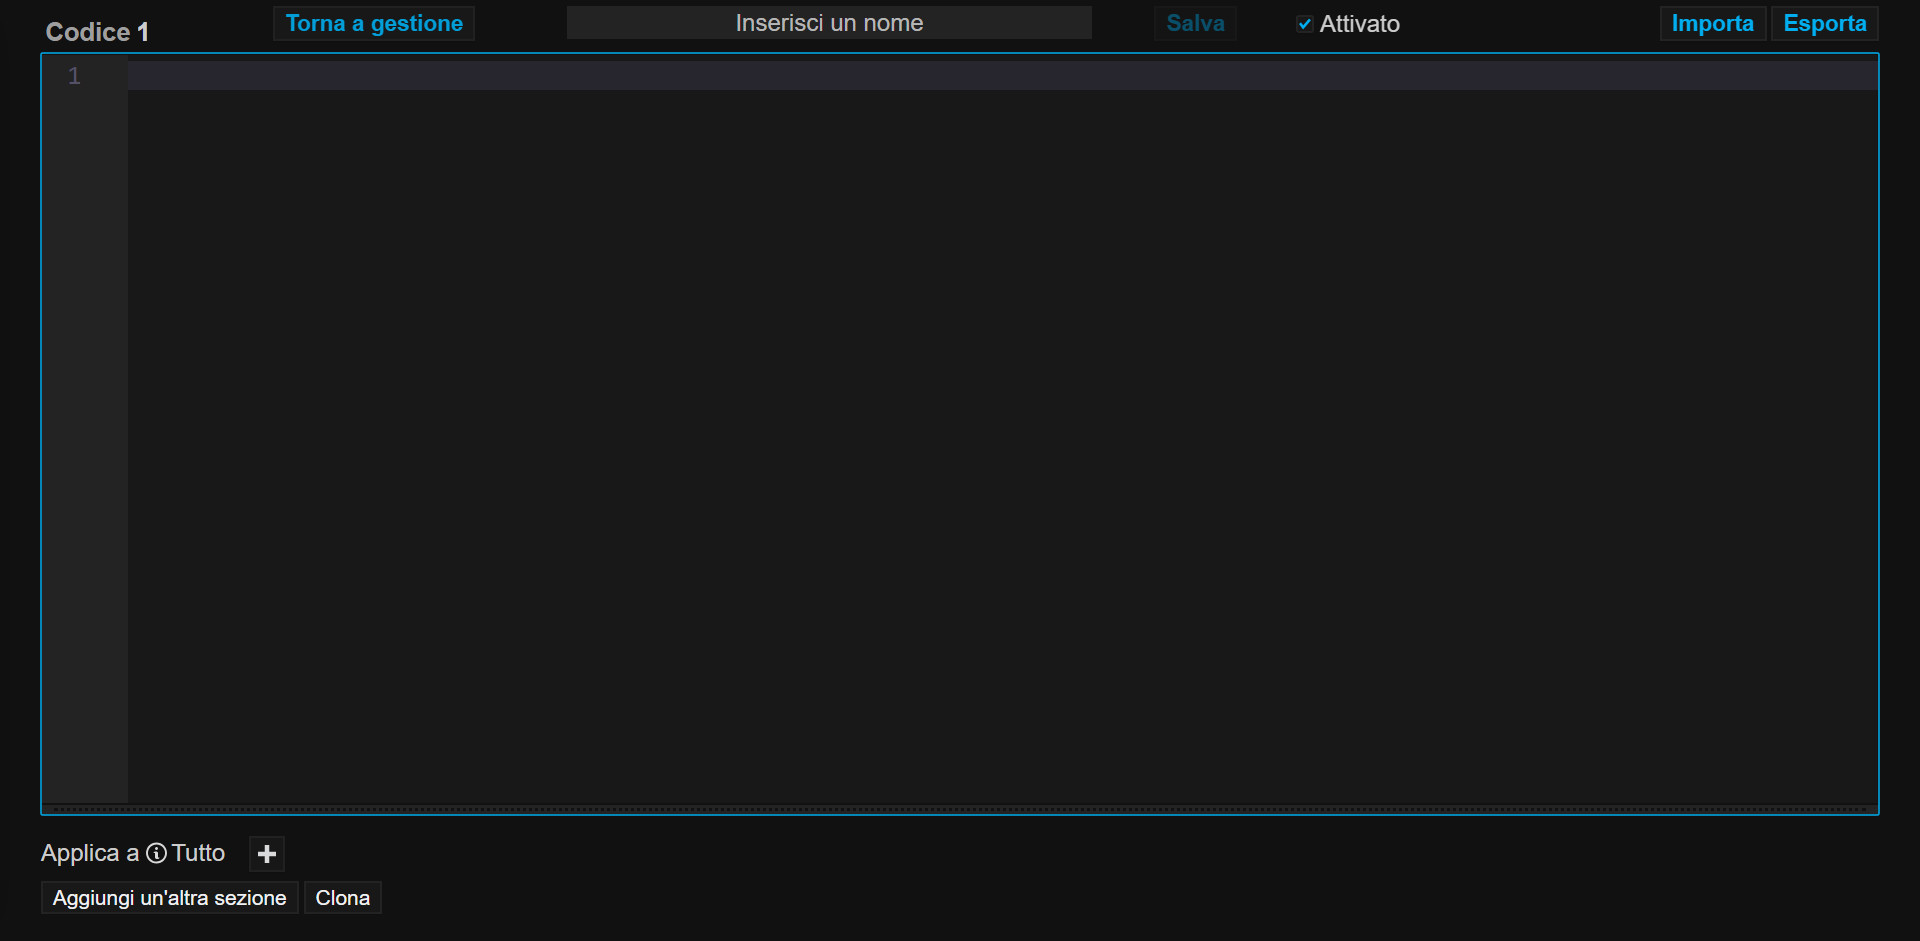 Codice 1
Torna a gestione
Inserisci un nome
Salva
Attivato
Importa
Esporta
1
Applica a Tutto
Aggiungi un'altra sezione
Clona